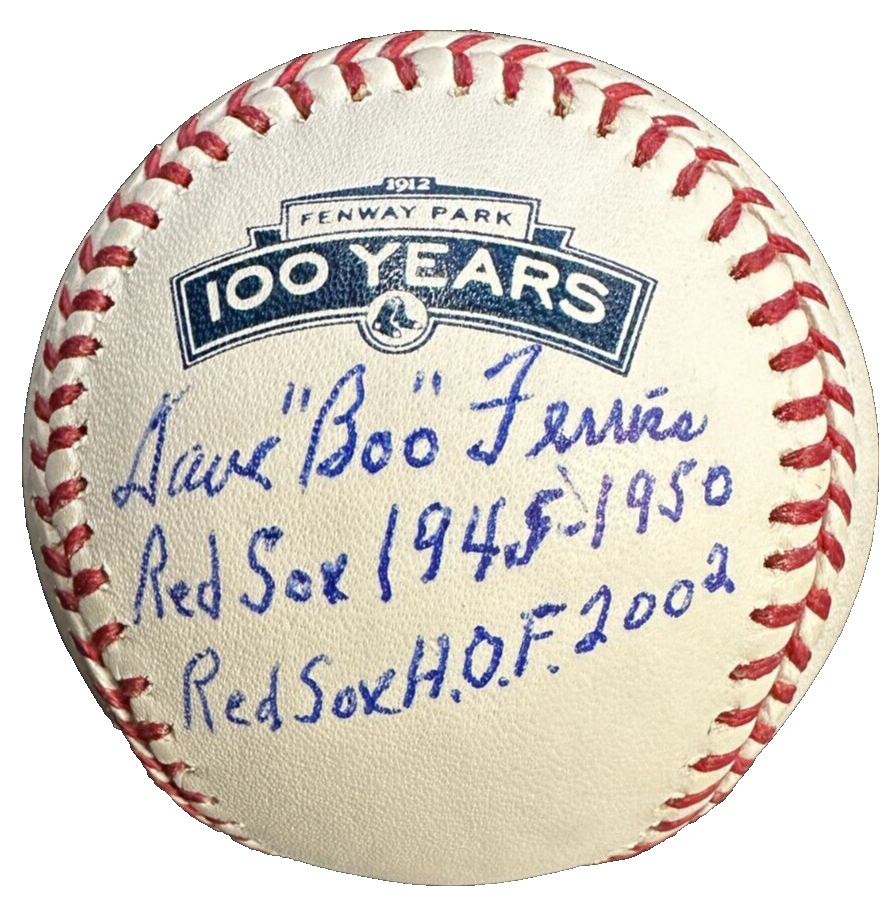 1912
FENWAY PARK
100 YEARS
Dave "Boo" Ferriss
Red Sox 1945-1950
Red Sox H.O.F. 2002